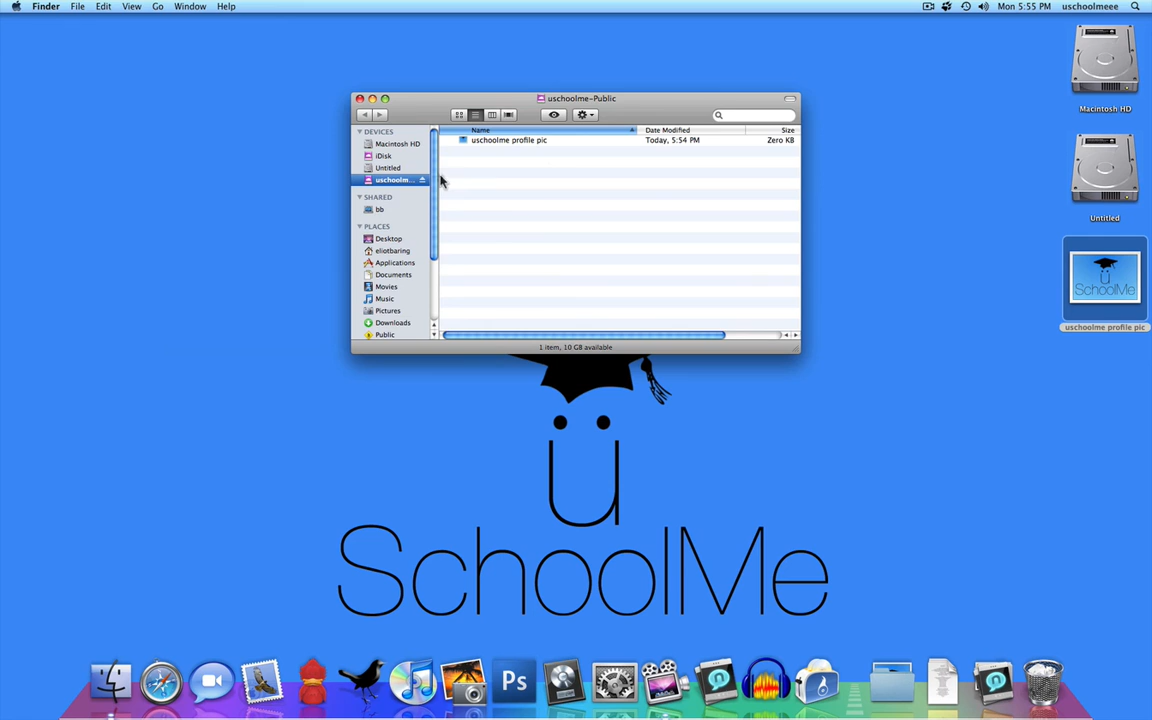 Finder File Edit View Window Go Help Mon 5:55 PM uschoolmeee
uschoolme-Public
DEVICES
Macintosh HD
iDisk
Untitled
uschoolm...
SHARED
bb
PLACES
Desktop
eliotbaring
Applications
Documents
Movies
Music
Pictures
Downloads
Public
Name Date Modified Size
uschoolme profile pic Today, 5:54 PM Zero KB
1 item, 10 GB available
Macintosh HD
Untitled
ü
SchoolMe
uschoolme profile pic
ü
SchoolMe
Ps